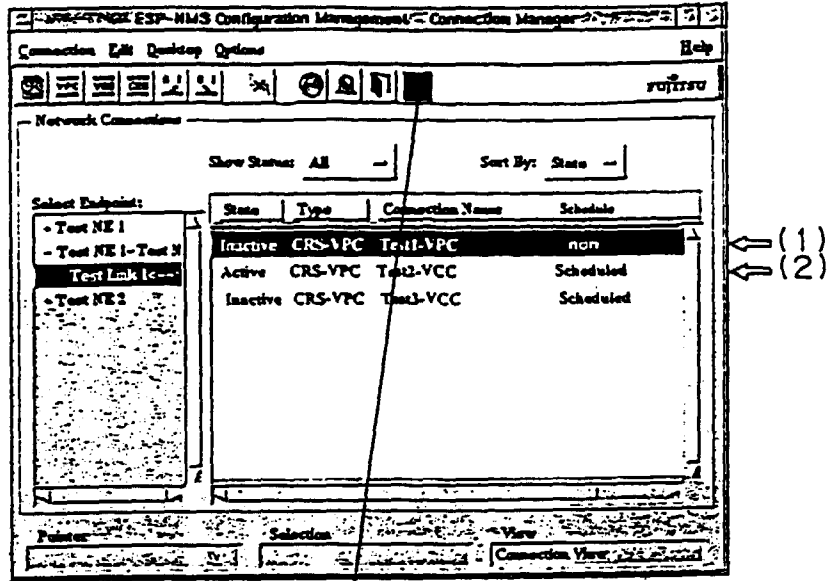 ESP-NMS Configuration Management - Connection Manager
Connection Edit Desktop Options Help
VPC
FUJITSU
Network Connections
Show Status: All Sort By: State
Select Endpoint:
State Type Connection Name Schedule
- Test NE 1
- Test NE 1-Test N
Test Link 1<--
- Test NE 2
Inactive CRS-VPC Test1-VPC non
Active CRS-VPC Test2-VCC Scheduled
Inactive CRS-VPC Test3-VCC Scheduled
(1)
(2)
Pointer Selection View
Connection View